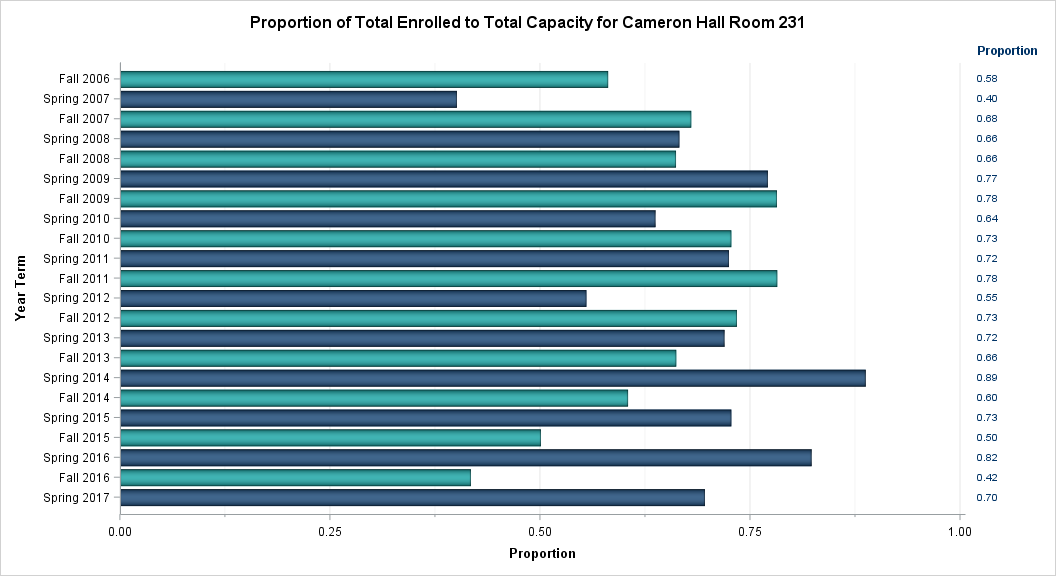 Proportion of Total Enrolled to Total Capacity for Cameron Hall Room 231
Proportion
Fall 2006 0.58
Spring 2007 0.40
Fall 2007 0.68
Spring 2008 0.66
Fall 2008 0.66
Spring 2009 0.77
Fall 2009 0.78
Spring 2010 0.64
Fall 2010 0.73
Spring 2011 0.72
Fall 2011 0.78
Spring 2012 0.55
Fall 2012 0.73
Spring 2013 0.72
Fall 2013 0.66
Spring 2014 0.89
Fall 2014 0.60
Spring 2015 0.73
Fall 2015 0.50
Spring 2016 0.82
Fall 2016 0.42
Spring 2017 0.70
Year Term
0.00 0.25 0.50 0.75 1.00
Proportion